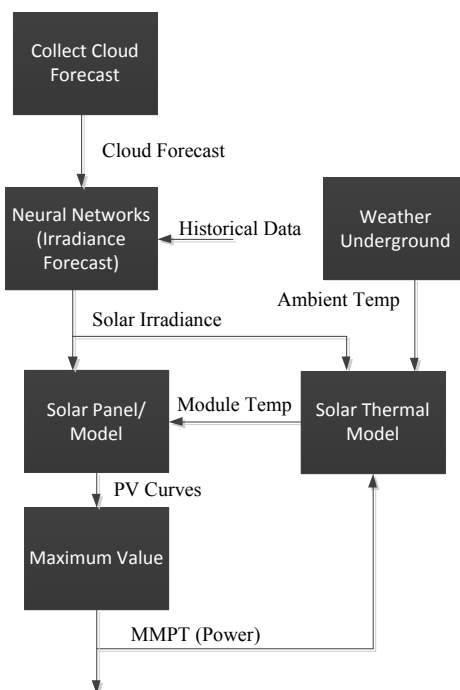 Collect Cloud
Forecast
Cloud Forecast
Neural Networks
(Irradiance
Forecast)
Historical Data
Weather
Underground
Ambient Temp
Solar Irradiance
Solar Panel/
Model
Module Temp
Solar Thermal
Model
PV Curves
Maximum Value
MMPT (Power)